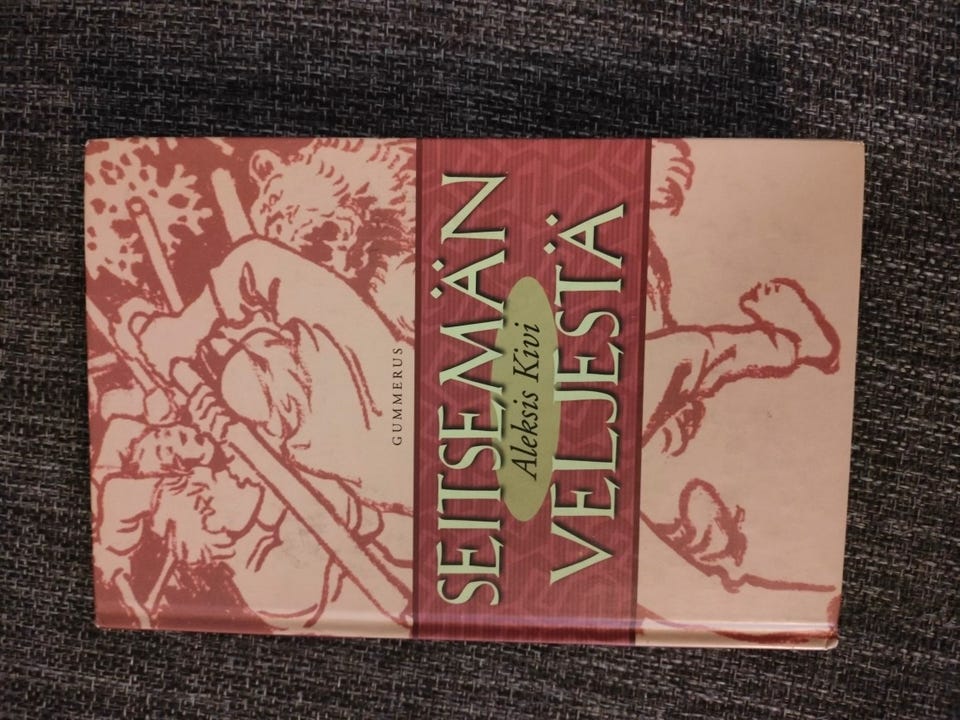 GUMMERUS
SEITSEMÄN
Aleksis Kivi
VELJESTÄ